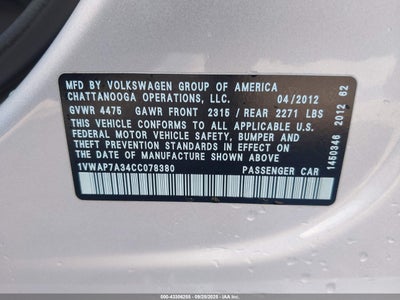 MFD BY VOLKSWAGEN GROUP OF AMERICA
CHATTANOOGA OPERATIONS, LLC. 04/2012
GVWR 4475 GAWR FRONT 2315 / REAR 2271 LBS
THIS VEHICLE CONFORMS TO ALL APPLICABLE U.S.
FEDERAL MOTOR VEHICLE SAFETY, BUMPER, AND
THEFT PREVENTION STANDARDS IN EFFECT ON THE
DATE OF MANUFACTURE SHOWN ABOVE.
1VWAP7A34CC078380 PASSENGER CAR
1450346 2012 62